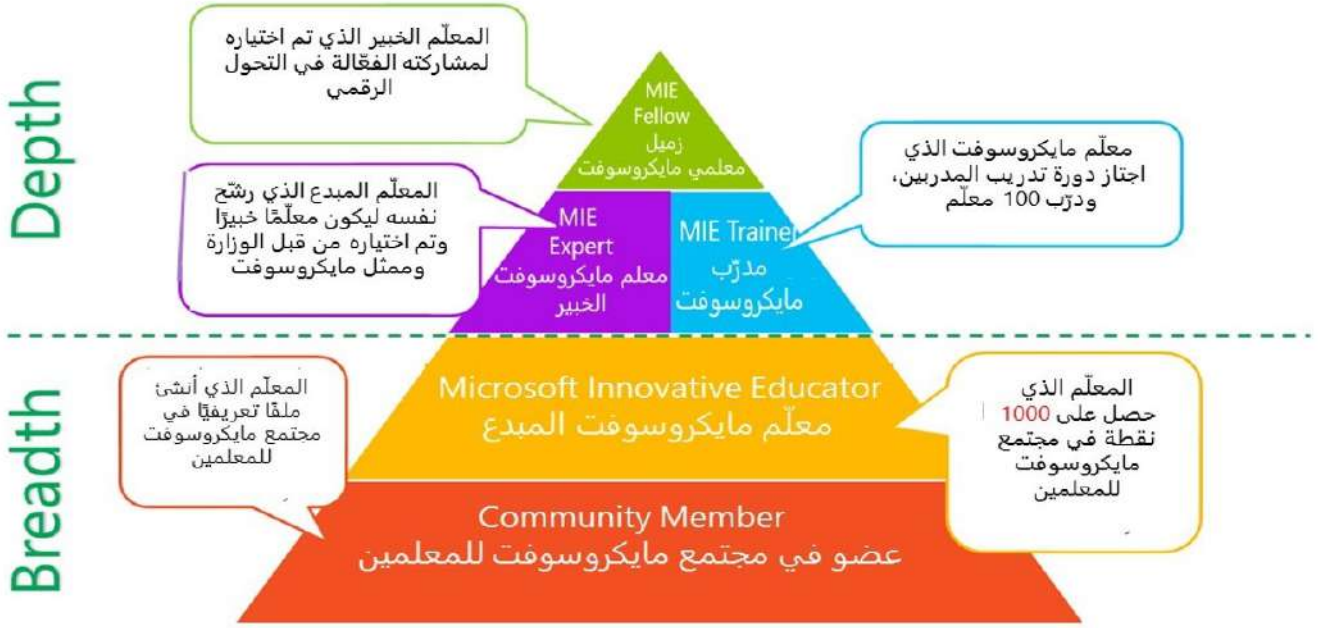 Depth
المعلّم الخبير الذي تم اختياره
لمشاركته الفعّالة في التحول
الرقمي
MIE
Fellow
زميل
معلمي مايكروسوفت
معلّم مايكروسوفت الذي
اجتاز دورة تدريب المدربين،
ودرّب 100 معلّم
المعلّم المبدع الذي رشّح
نفسه ليكون معلّمًا خبيرًا
وتم اختياره من قبل الوزارة
وممثل مايكروسوفت
MIE
Expert
معلم مايكروسوفت
الخبير
MIE Trainer
مدرّب
مايكروسوفت
Breadth
المعلّم الذي أنشئ
ملفًا تعريفيًا في
مجتمع مايكروسوفت
للمعلمين
Microsoft Innovative Educator
معلّم مايكروسوفت المبدع
المعلّم الذي
حصل على 1000
نقطة في مجتمع
مايكروسوفت
للمعلمين
Community Member
عضو في مجتمع مايكروسوفت للمعلمين